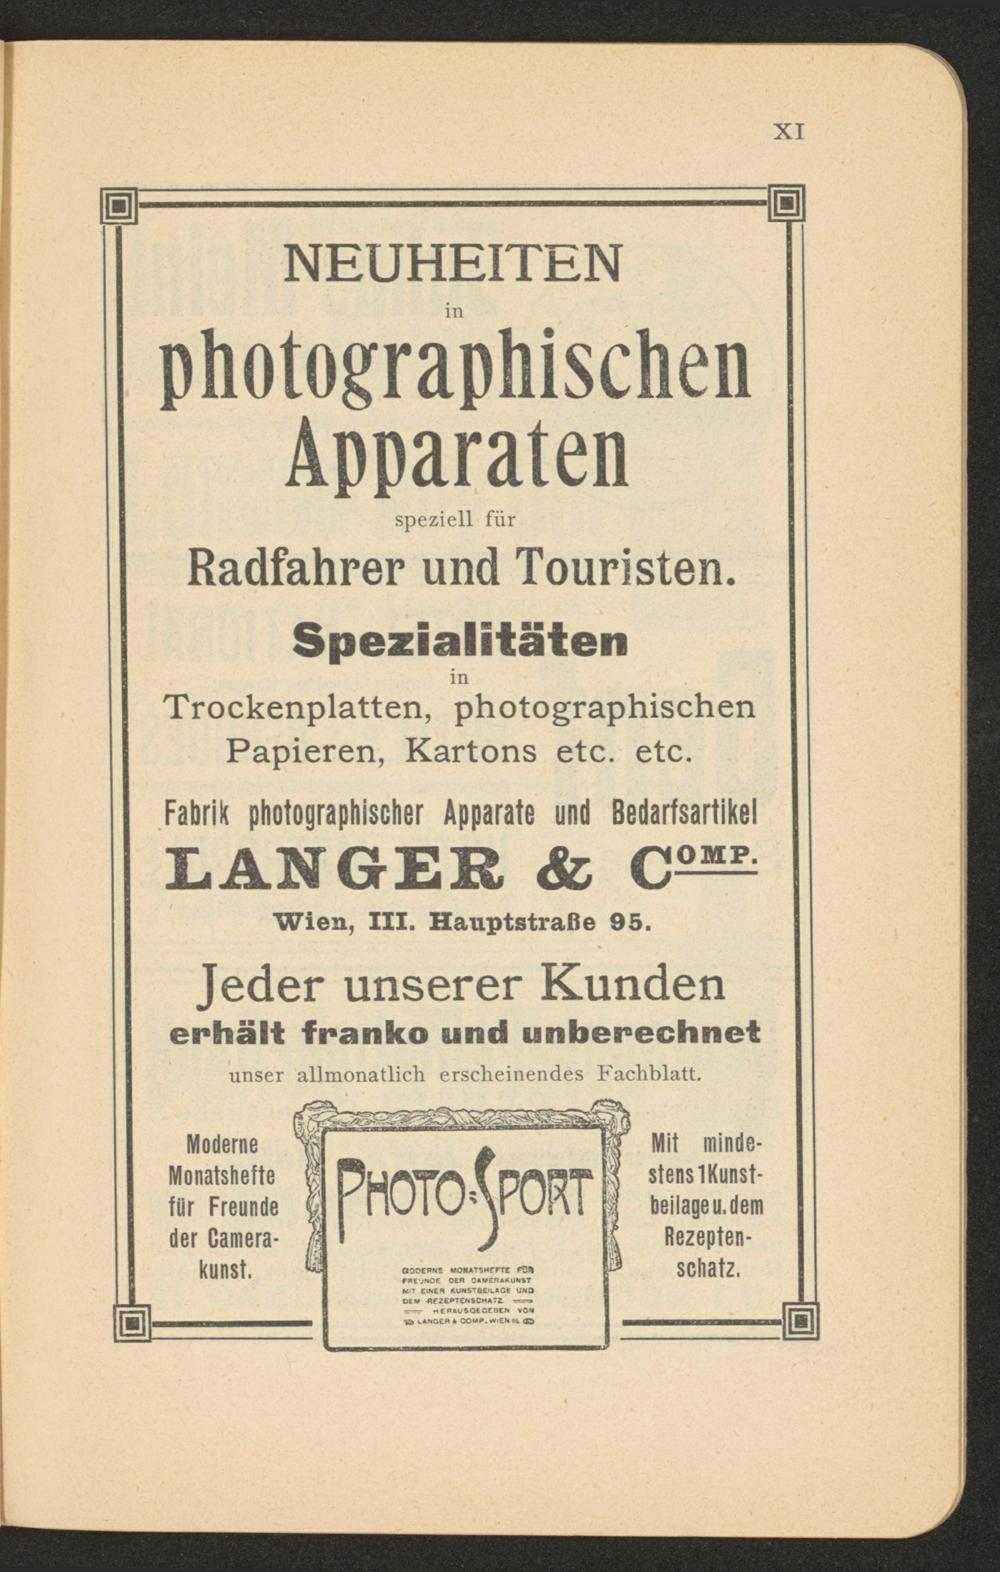 XI
NEUHEITEN
in
photographischen
Apparaten
speziell für
Radfahrer und Touristen.
Spezialitäten
in
Trockenplatten, photographischen
Papieren, Kartons etc. etc.
Fabrik photographischer Apparate und Bedarfsartikel
LANGER & COMP.
Wien, III. Hauptstraße 95.
Jeder unserer Kunden
erhält franko und unberechnet
unser allmonatlich erscheinendes Fachblatt.
Moderne
Monatshefte
für Freunde
der Camera-
kunst.
PHOTO=SPORT
MODERNE MONATSHEFTE FÜR
FREUNDE DER CAMERAKUNST
MIT EINER KUNSTBEILAGE UND
DEM REZEPTENSCHATZ
HERAUSGEGEBEN VON
LANGER & COMP. WIEN III.
Mit minde-
stens 1 Kunst-
beilage u. dem
Rezepten-
schatz.